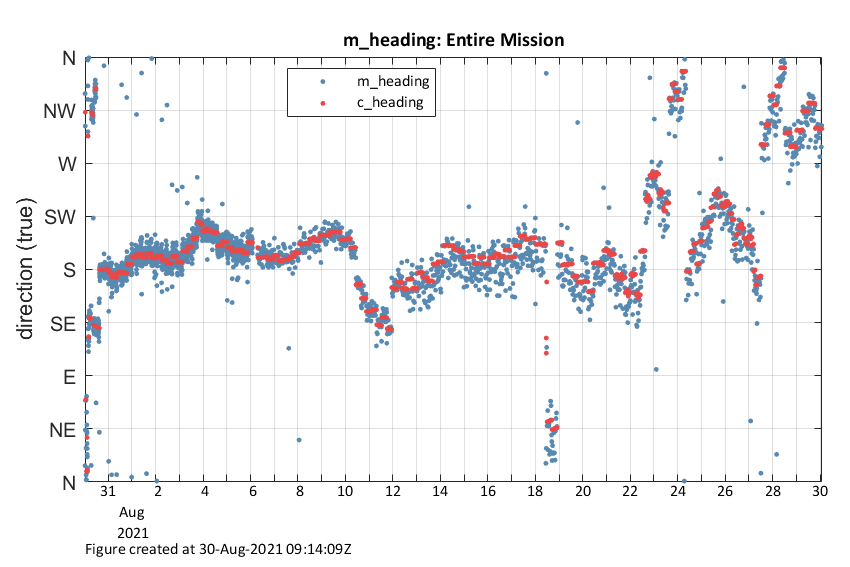 m_heading: Entire Mission
m_heading
c_heading
direction (true)
N
NW
W
SW
S
SE
E
NE
N
31 2 4 6 8 10 12 14 16 18 20 22 24 26 28 30
Aug
2021
Figure created at 30-Aug-2021 09:14:09Z